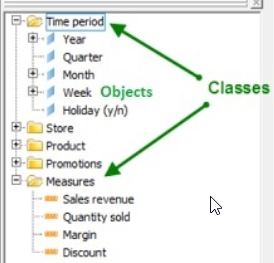 Time period
Year
Quarter
Month
Week Objects
Classes
Holiday (y/n)
Store
Product
Promotions
Measures
Sales revenue
Quantity sold
Margin
Discount